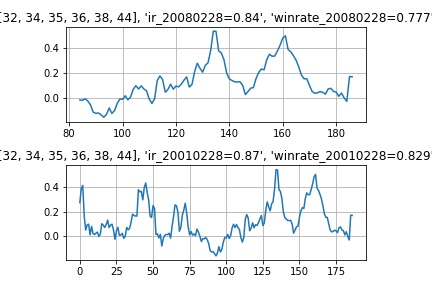 [32, 34, 35, 36, 38, 44], 'ir_20080228=0.84', 'winrate_20080228=0.777'
0.4
0.2
0.0
80 100 120 140 160 180
[32, 34, 35, 36, 38, 44], 'ir_20010228=0.87', 'winrate_20010228=0.829'
0.4
0.2
0.0
0 25 50 75 100 125 150 175